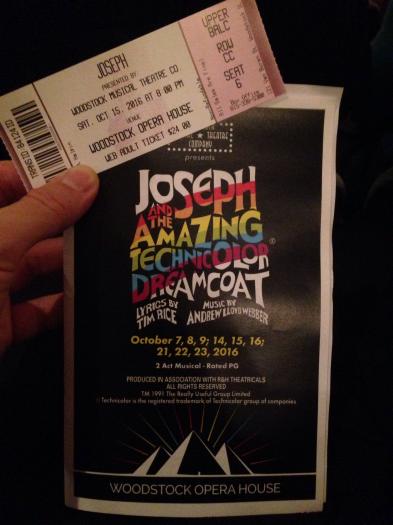 JOSEPH
PRESENTED BY
WOODSTOCK MUSICAL THEATRE CO
SAT. OCT 15, 2016 AT 8:00 PM
VENUE
WOODSTOCK OPERA HOUSE
WEB ADULT TICKET $24.00
UPPER
BALC
ROW
CC
SEAT
6
THEATRE
COMPANY
presents
JOSEPH
AND THE
AMAZING
TECHNICOLOR®
DREAMCOAT
LYRICS BY
TIM RICE
MUSIC BY
ANDREW LLOYD WEBBER
October 7, 8, 9; 14, 15, 16;
21, 22, 23, 2016
2 Act Musical - Rated PG
PRODUCED IN ASSOCIATION WITH R&H THEATRICALS
ALL RIGHTS RESERVED
TM 1991 The Really Useful Group Limited
Technicolor is the registered trademark of Technicolor group of companies
WOODSTOCK OPERA HOUSE